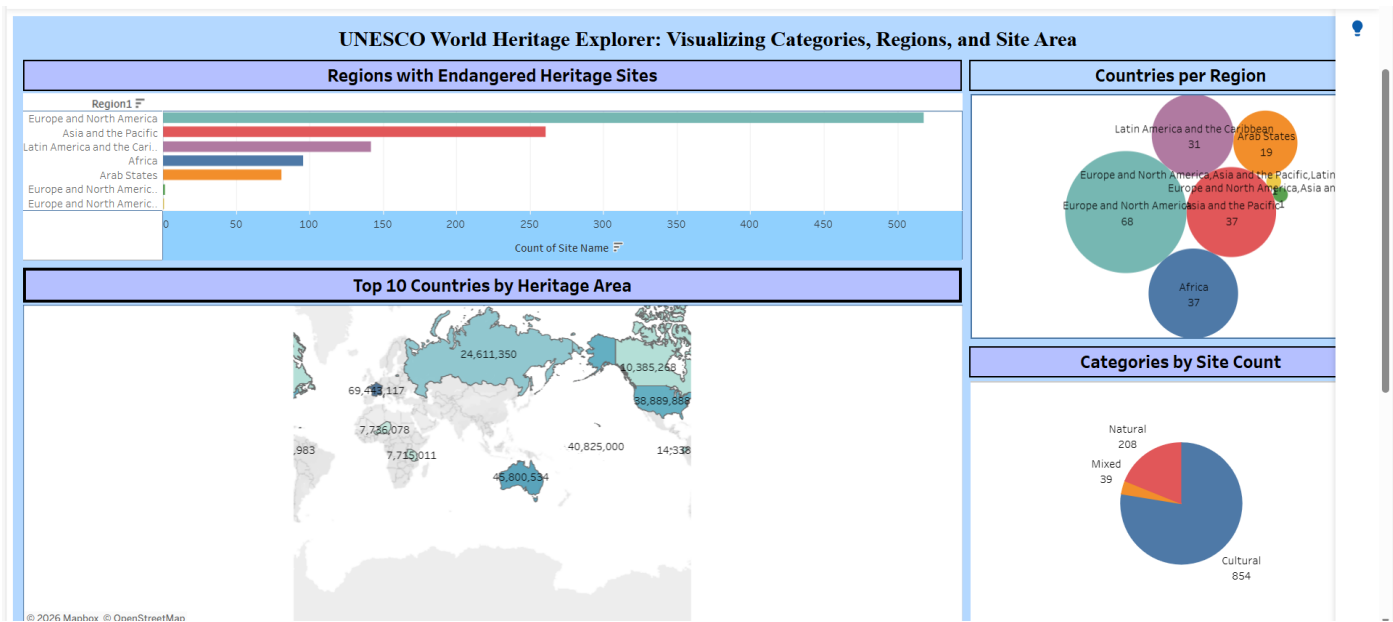 UNESCO World Heritage Explorer: Visualizing Categories, Regions, and Site Area
Regions with Endangered Heritage Sites
Region1
Europe and North America
Asia and the Pacific
Latin America and the Cari..
Africa
Arab States
Europe and North Americ..
Europe and North Americ..
0 50 100 150 200 250 300 350 400 450 500
Count of Site Name
Countries per Region
Latin America and the Caribbean
31
Arab States
19
Europe and North America,Asia and the Pacific,Latin
Europe and North America,Asia an
Europe and North America
68
Asia and the Pacific
37
1
Africa
37
Top 10 Countries by Heritage Area
24,611,350
10,385,268
69,443,117
38,889,888
7,736,078
40,825,000
,983
7,715,011
14,338
45,800,534
© 2026 Mapbox © OpenStreetMap
Categories by Site Count
Natural
208
Mixed
39
Cultural
854